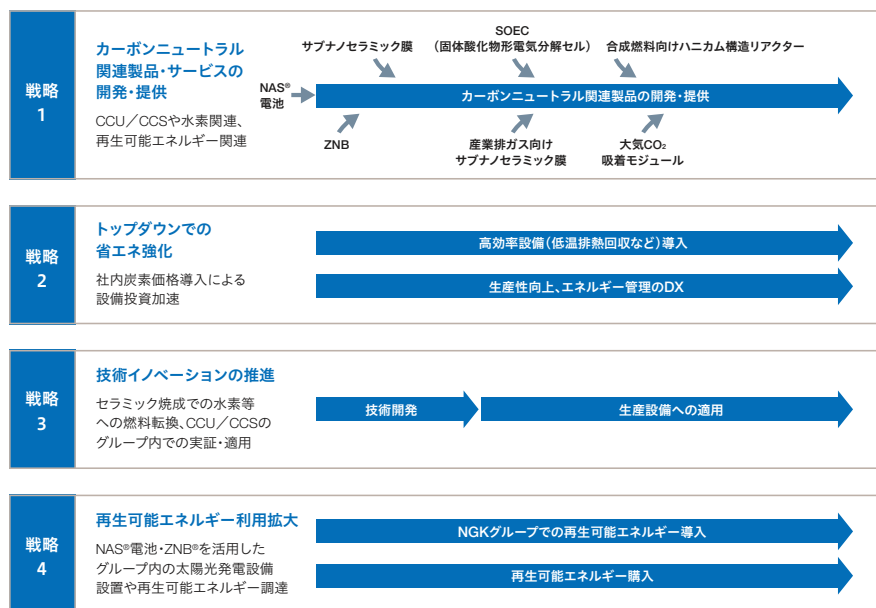 戦略
1
カーボンニュートラル
関連製品・サービスの
開発・提供
CCU／CCSや水素関連、
再生可能エネルギー関連
NAS®
電池
サブナノセラミック膜
SOEC
（固体酸化物形電気分解セル）
合成燃料向けハニカム構造リアクター
カーボンニュートラル関連製品の開発・提供
ZNB
産業排ガス向け
サブナノセラミック膜
大気CO₂
吸着モジュール
戦略
2
トップダウンでの
省エネ強化
社内炭素価格導入による
設備投資加速
高効率設備（低温排熱回収など）導入
生産性向上、エネルギー管理のDX
戦略
3
技術イノベーションの推進
セラミック焼成での水素等
への燃料転換、CCU／CCSの
グループ内での実証・適用
技術開発
生産設備への適用
戦略
4
再生可能エネルギー利用拡大
NAS®電池・ZNB®を活用した
グループ内の太陽光発電設備
設置や再生可能エネルギー調達
NGKグループでの再生可能エネルギー導入
再生可能エネルギー購入